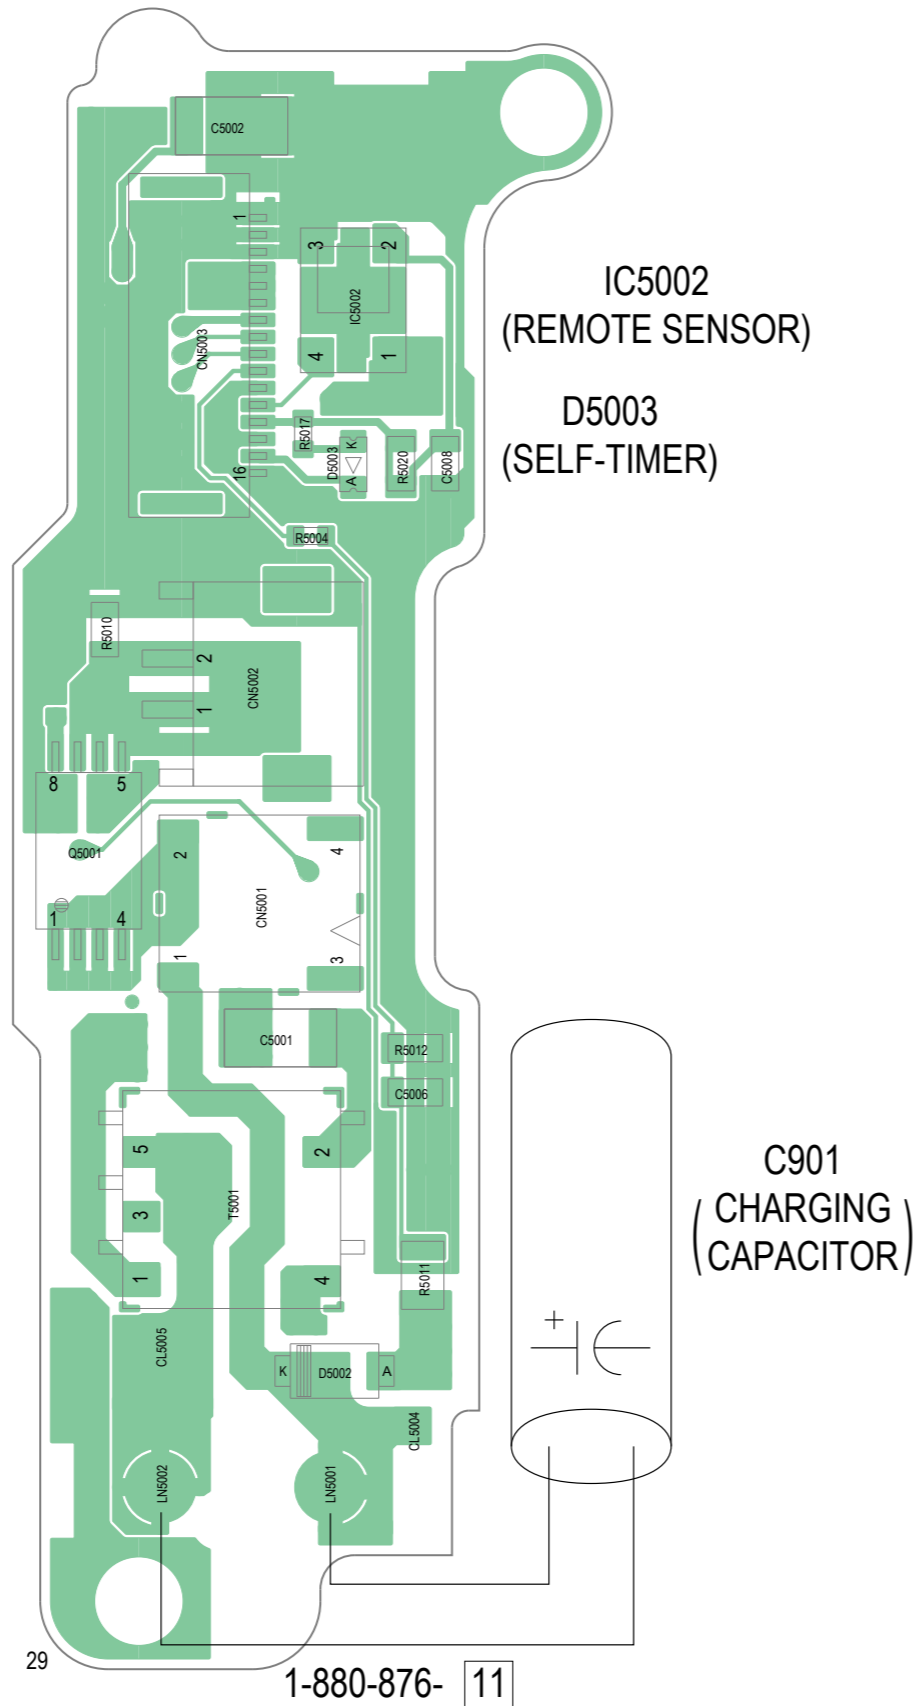 C5002
1
3
2
IC5002
IC5002
(REMOTE SENSOR)
CN5003
4
1
D5003
(SELF-TIMER)
R5017
K
D5003
A
R5020
C5008
16
R5004
R5010
2
CN5002
1
8
5
Q5001
2
4
CN5001
1
4
1
3
C5001
R5012
C5006
5
2
T5001
3
C901
(CHARGING
CAPACITOR)
1
4
R5011
+
CL5005
K
D5002
A
CL5004
LN5002
LN5001
29
1-880-876- 11